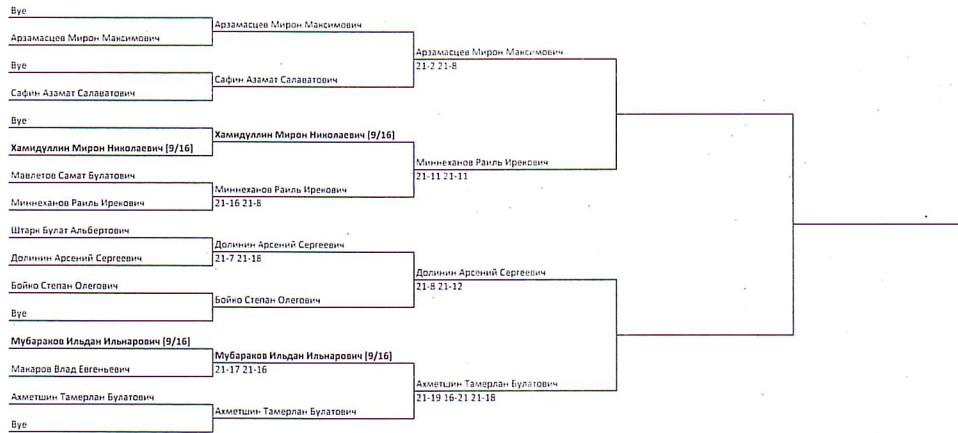 Bye
Арзамасцев Мирон Максимович
Арзамасцев Мирон Максимович
Арзамасцев Мирон Максимович
21-2 21-8
Bye
Сафин Азамат Салаватович
Сафин Азамат Салаватович
Bye
Хамидуллин Мирон Николаевич [9/16]
Хамидуллин Мирон Николаевич [9/16]
Миннеханов Раиль Ирекович
21-11 21-11
Мавлетов Самат Булатович
Миннеханов Раиль Ирекович
Миннеханов Раиль Ирекович
21-16 21-8
Штарк Булат Альбертович
Долинин Арсений Сергеевич
Долинин Арсений Сергеевич
21-7 21-18
Долинин Арсений Сергеевич
21-8 21-12
Бойко Степан Олегович
Бойко Степан Олегович
Bye
Мубараков Ильдан Ильнарович [9/16]
Мубараков Ильдан Ильнарович [9/16]
Макаров Влад Евгеньевич
21-17 21-16
Ахметшин Тамерлан Булатович
21-19 16-21 21-18
Ахметшин Тамерлан Булатович
Ахметшин Тамерлан Булатович
Bye